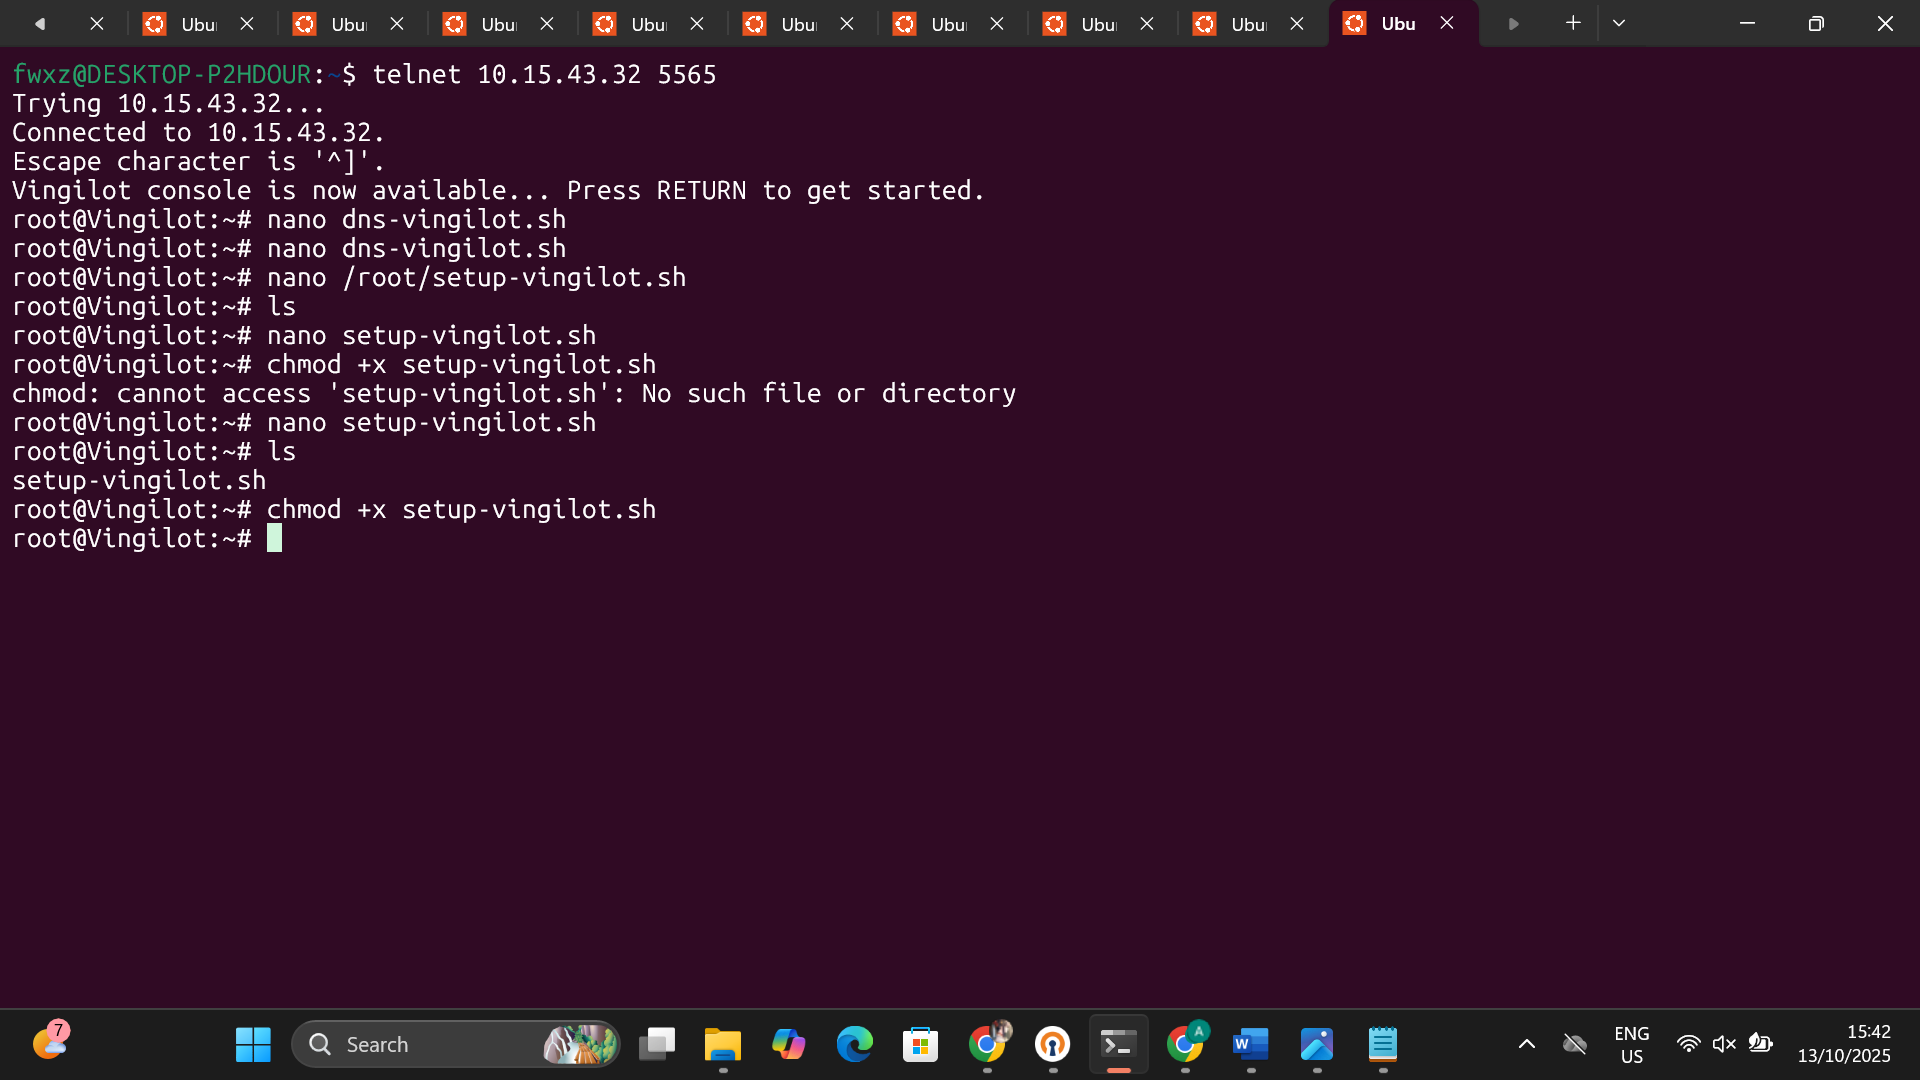 Ubu
Ubu
Ubu
Ubu
Ubu
Ubu
Ubu
Ubu
Ubu
fwxz@DESKTOP-P2HDOUR:~$ telnet 10.15.43.32 5565
Trying 10.15.43.32...
Connected to 10.15.43.32.
Escape character is '^]'.
Vingilot console is now available... Press RETURN to get started.
root@Vingilot:~# nano dns-vingilot.sh
root@Vingilot:~# nano dns-vingilot.sh
root@Vingilot:~# nano /root/setup-vingilot.sh
root@Vingilot:~# ls
root@Vingilot:~# nano setup-vingilot.sh
root@Vingilot:~# chmod +x setup-vingilot.sh
chmod: cannot access 'setup-vingilot.sh': No such file or directory
root@Vingilot:~# nano setup-vingilot.sh
root@Vingilot:~# ls
setup-vingilot.sh
root@Vingilot:~# chmod +x setup-vingilot.sh
root@Vingilot:~#
7
Search
A
W
ENG
US
15:42
13/10/2025